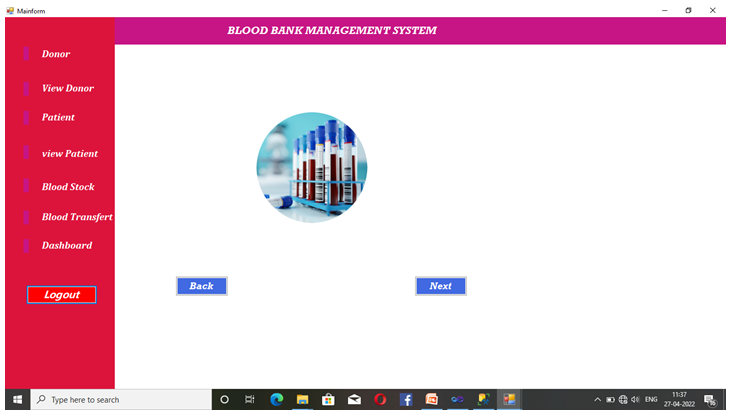 Mainform
BLOOD BANK MANAGEMENT SYSTEM
Donor
View Donor
Patient
view Patient
Blood Stock
Blood Transfert
Dashboard
Logout
Back
Next
Type here to search
ENG
11:37
27-04-2022